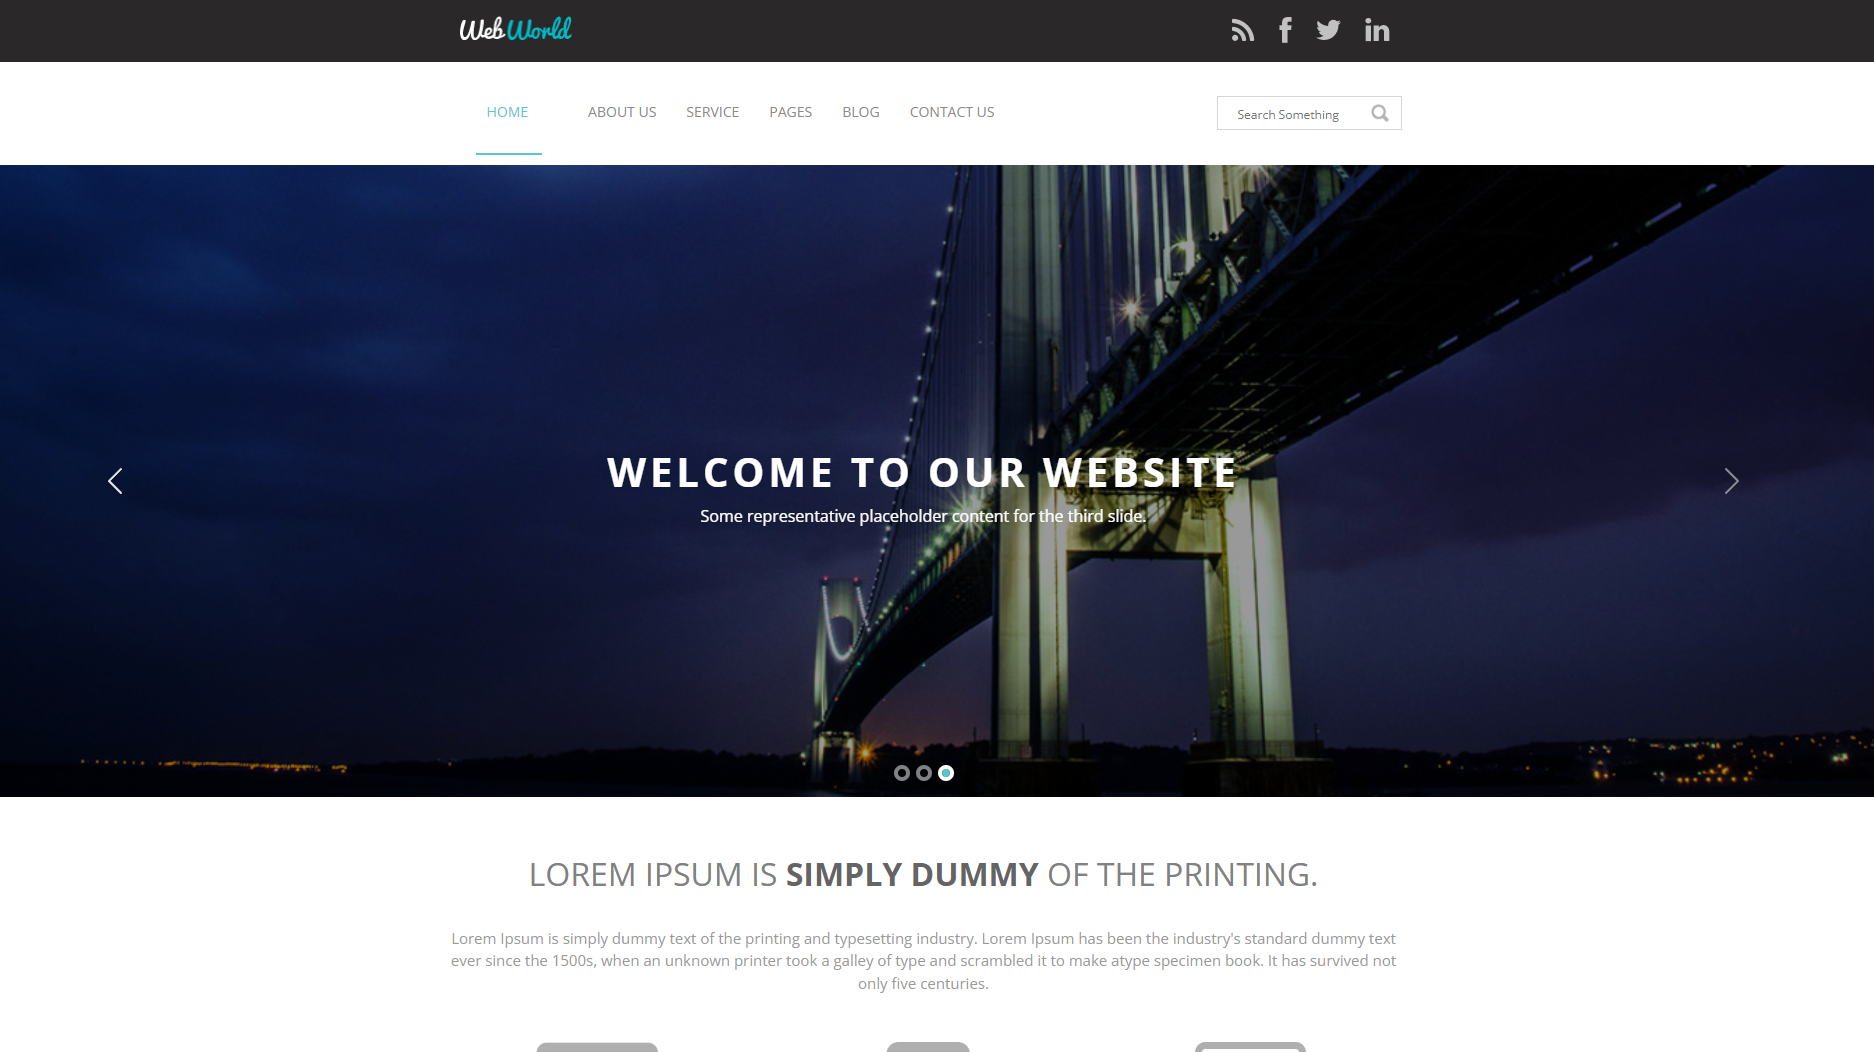 Web World
HOME
ABOUT US
SERVICE
PAGES
BLOG
CONTACT US
Search Something
WELCOME TO OUR WEBSITE
Some representative placeholder content for the third slide.
LOREM IPSUM IS SIMPLY DUMMY OF THE PRINTING.
Lorem Ipsum is simply dummy text of the printing and typesetting industry. Lorem Ipsum has been the industry's standard dummy text
ever since the 1500s, when an unknown printer took a galley of type and scrambled it to make atype specimen book. It has survived not
only five centuries.